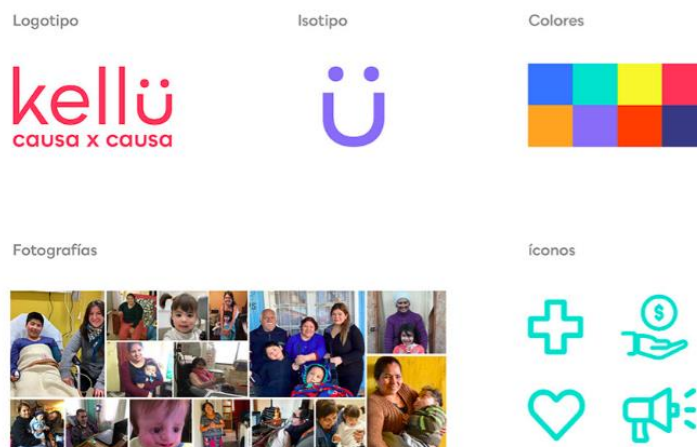 Logotipo
Isotipo
Colores
kellü
causa x causa
ü
Fotografías
íconos
$